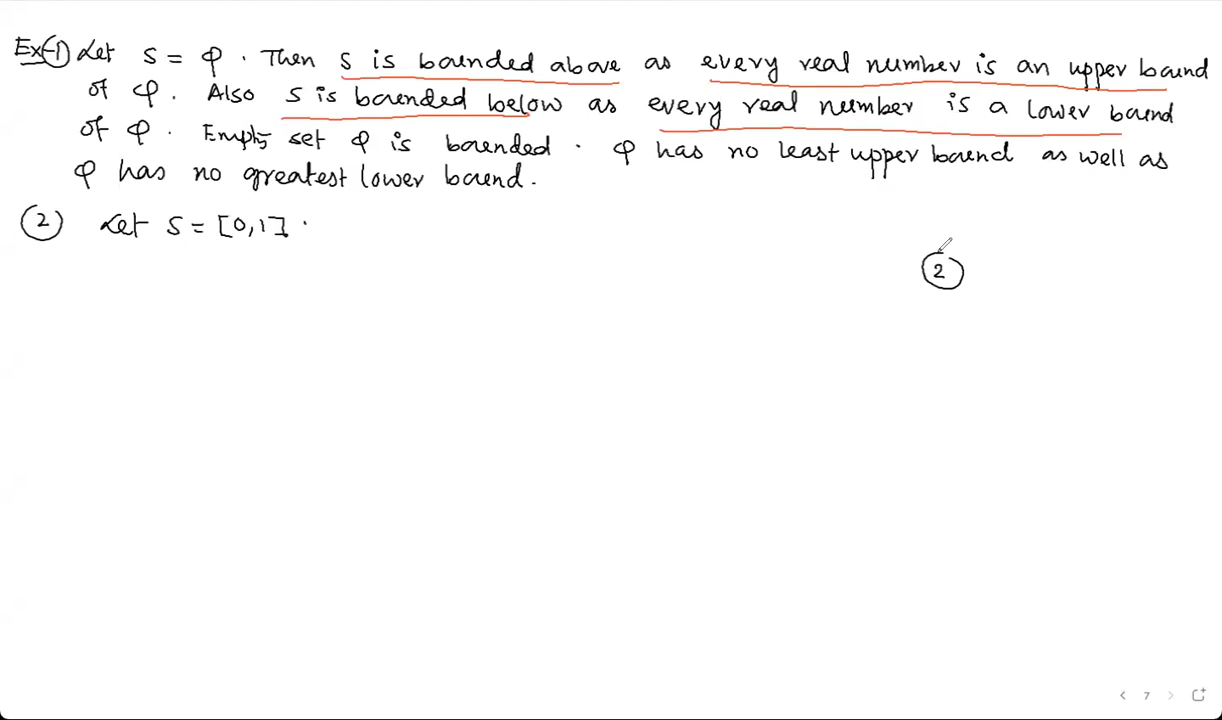 Ex-① Let S = φ. Then S is bounded above as every real number is an upper bound
of φ. Also S is bounded below as every real number is a lower bound
of φ. Empty set φ is bounded. φ has no least upper bound as well as
φ has no greatest lower bound.
② Let S = [0,1].
②
< 7 >